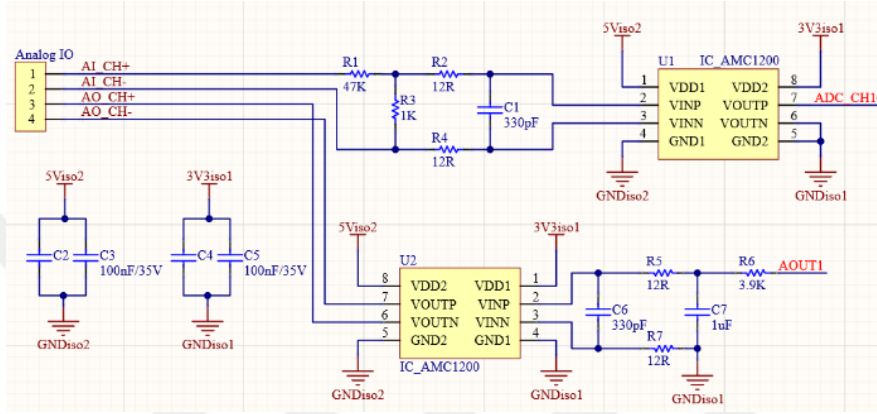 5Viso2
3V3iso1
Analog IO
1 AI_CH+
2 AI_CH-
3 AO_CH+
4 AO_CH-
R1
47K
R2
12R
R3
1K
R4
12R
C1
330pF
U1 IC_AMC1200
1 VDD1 VDD2 8
2 VINP VOUTP 7 ADC_CH1
3 VINN VOUTN 6
4 GND1 GND2 5
GNDiso2
GNDiso1
5Viso2
3V3iso1
C2
C3
100nF/35V
C4
C5
100nF/35V
GNDiso2
GNDiso1
5Viso2
3V3iso1
U2
8 VDD2 VDD1 1
7 VOUTP VINP 2
6 VOUTN VINN 3
5 GND2 GND1 4
IC_AMC1200
GNDiso2
GNDiso1
R5
12R
R6
3.9K
AOUT1
C6
330pF
C7
1uF
R7
12R
GNDiso1